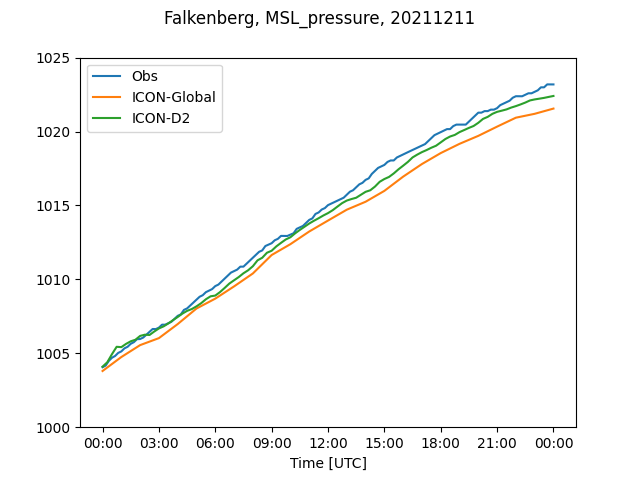 Falkenberg, MSL_pressure, 20211211
1025
1020
1015
1010
1005
1000
Obs
ICON-Global
ICON-D2
00:00 03:00 06:00 09:00 12:00 15:00 18:00 21:00 00:00
Time [UTC]